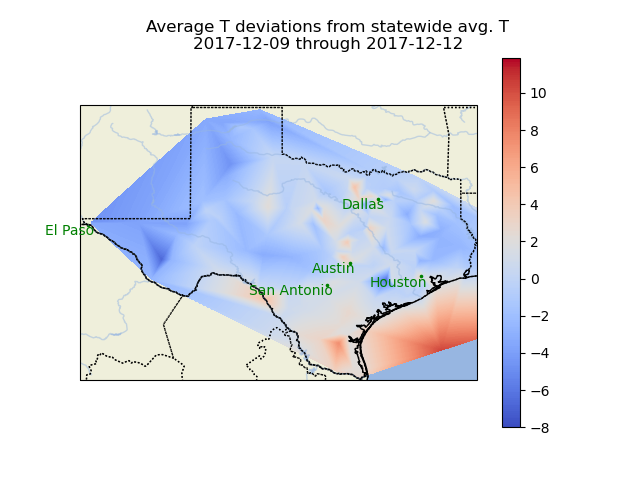 Average T deviations from statewide avg. T
2017-12-09 through 2017-12-12
10
8
6
4
2
0
−2
−4
−6
−8
Dallas
El Paso
Austin
Houston
San Antonio